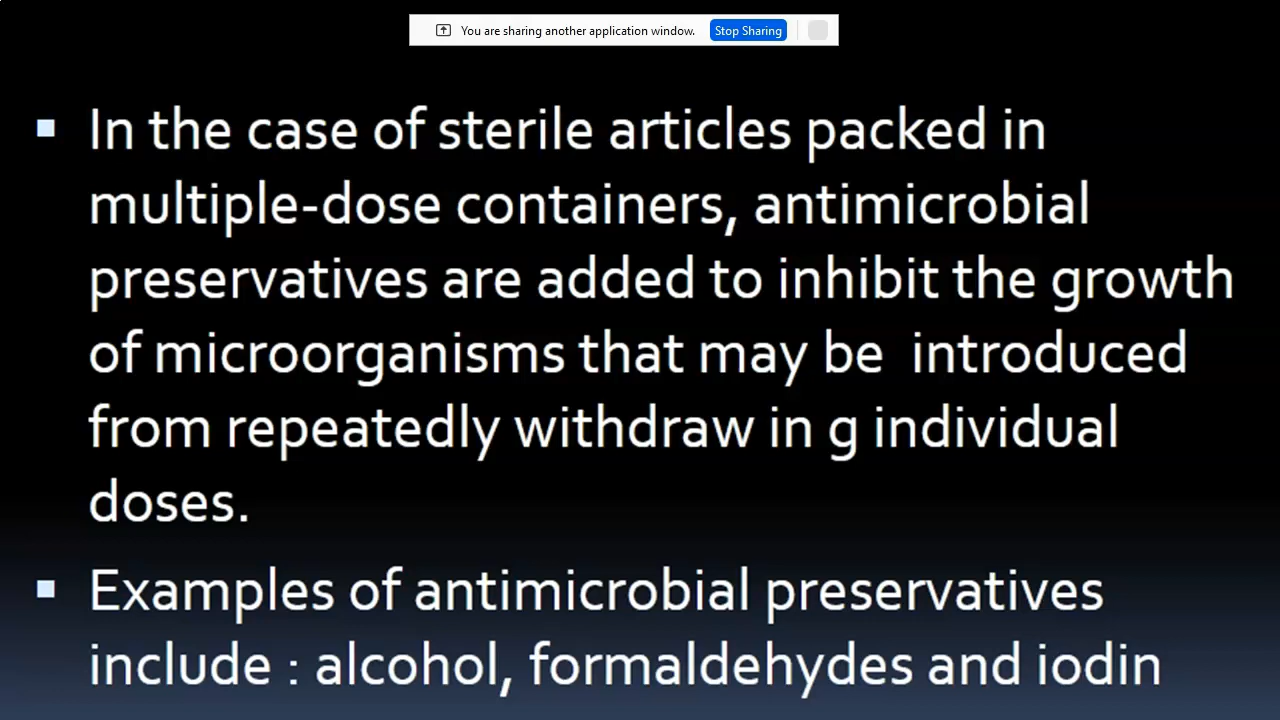 You are sharing another application window. Stop Sharing
In the case of sterile articles packed in
multiple-dose containers, antimicrobial
preservatives are added to inhibit the growth
of microorganisms that may be introduced
from repeatedly withdraw in g individual
doses.
Examples of antimicrobial preservatives
include : alcohol, formaldehydes and iodin